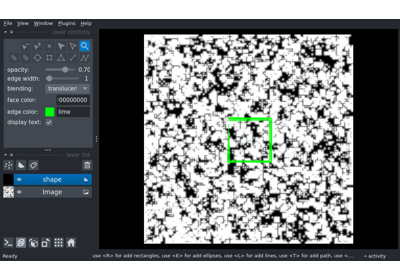 File View Window Plugins Help
layer controls
opacity: 0.70
edge width: 1
blending: translucen
face color: 00000000
edge color: lime
display text:
layer list
shape
Image
Ready use <R> for add rectangles, use <E> for add ellipses, use <L> for add lines, use <T> for add path, use <... activity